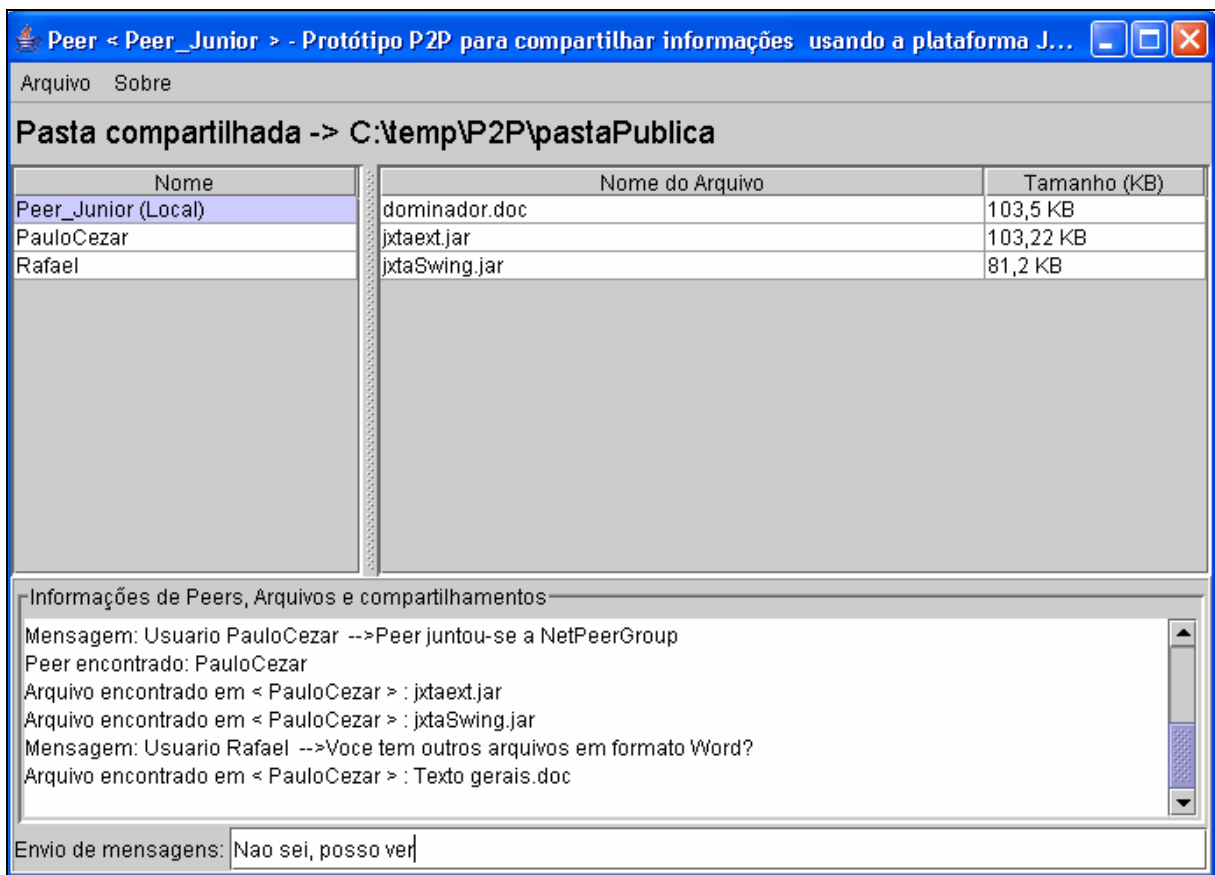 Peer < Peer_Junior > - Protótipo P2P para compartilhar informações usando a plataforma J...
Arquivo Sobre
Pasta compartilhada -> C:\temp\P2P\pastaPublica
Nome Nome do Arquivo Tamanho (KB)
Peer_Junior (Local) dominador.doc 103,5 KB
PauloCezar jxtaext.jar 103,22 KB
Rafael jxtaSwing.jar 81,2 KB
Informações de Peers, Arquivos e compartilhamentos
Mensagem: Usuario PauloCezar -->Peer juntou-se a NetPeerGroup
Peer encontrado: PauloCezar
Arquivo encontrado em < PauloCezar > : jxtaext.jar
Arquivo encontrado em < PauloCezar > : jxtaSwing.jar
Mensagem: Usuario Rafael -->Voce tem outros arquivos em formato Word?
Arquivo encontrado em < PauloCezar > : Texto gerais.doc
Envio de mensagens: Nao sei, posso ver